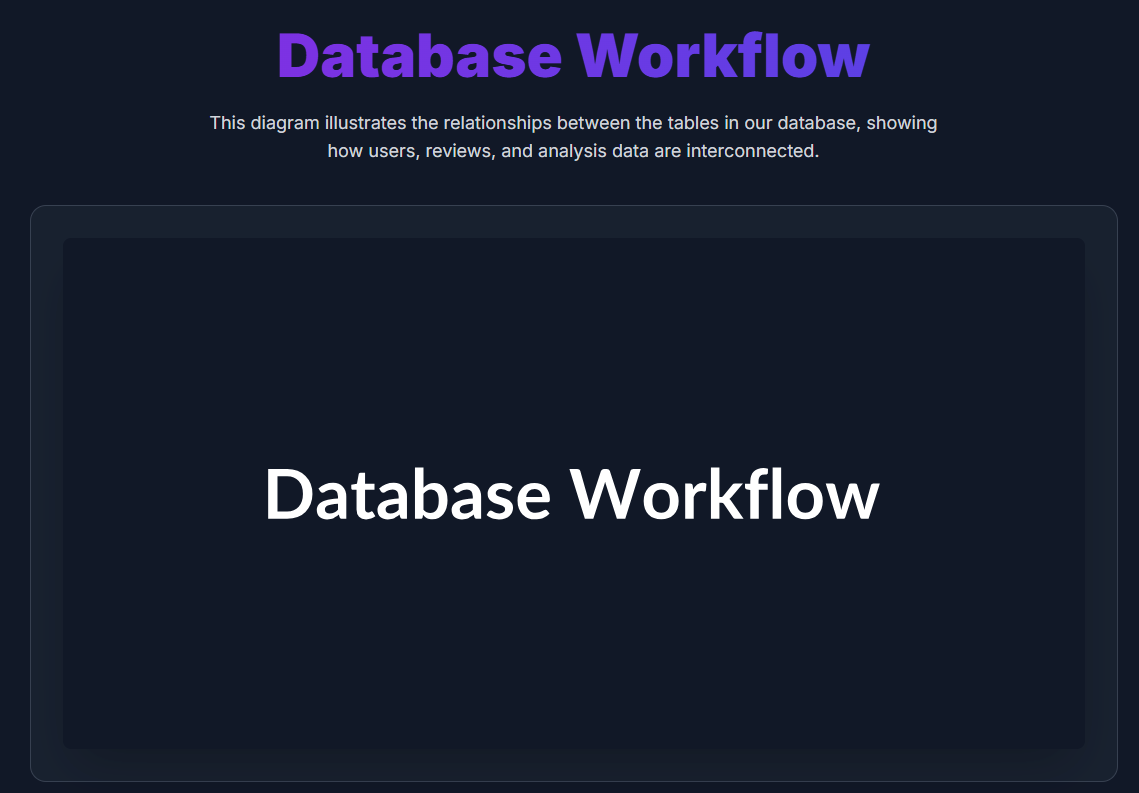 Database Workflow
This diagram illustrates the relationships between the tables in our database, showing
how users, reviews, and analysis data are interconnected.
Database Workflow